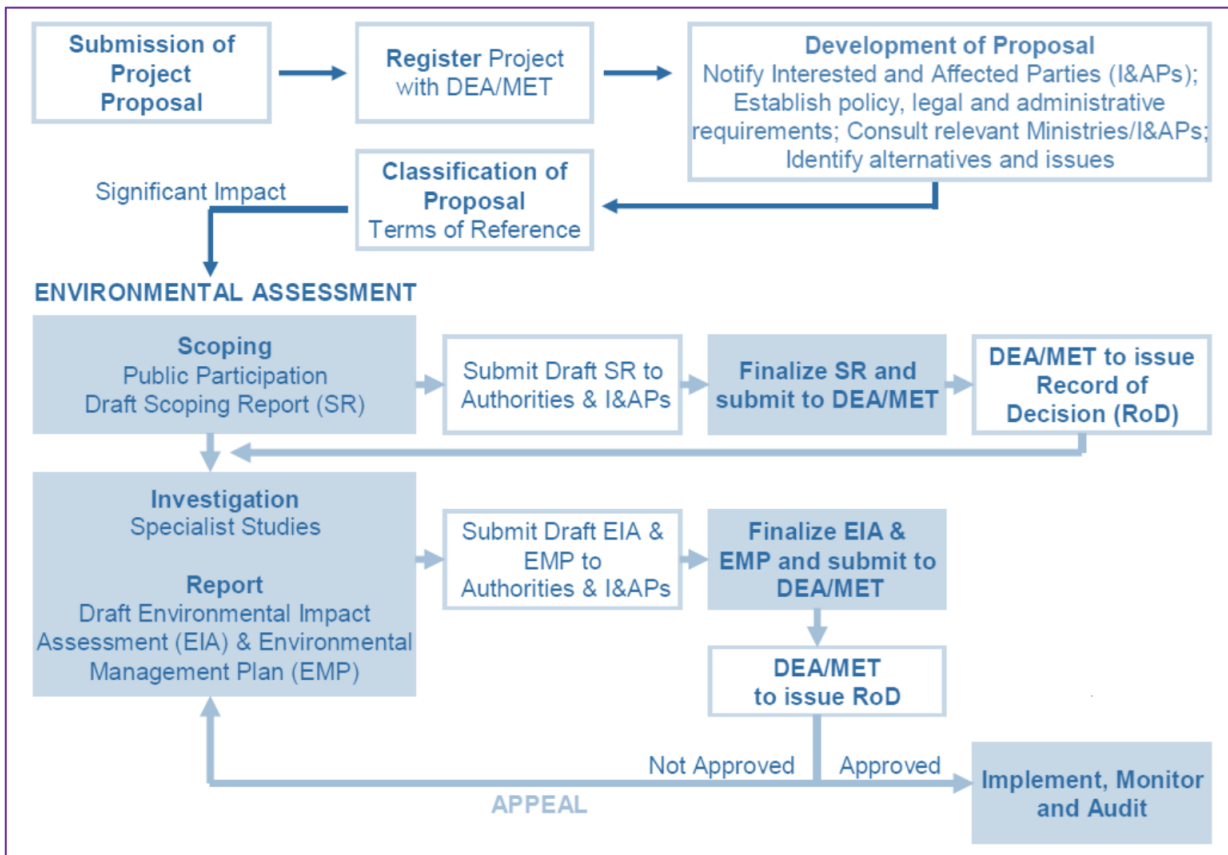 Submission of
Project
Proposal
Register Project
with DEA/MET
Development of Proposal
Notify Interested and Affected Parties (I&APs);
Establish policy, legal and administrative
requirements; Consult relevant Ministries/I&APs;
Identify alternatives and issues
Significant Impact
Classification of
Proposal
Terms of Reference
ENVIRONMENTAL ASSESSMENT
Scoping
Public Participation
Draft Scoping Report (SR)
Submit Draft SR to
Authorities & I&APs
Finalize SR and
submit to DEA/MET
DEA/MET to issue
Record of
Decision (RoD)
Investigation
Specialist Studies
Report
Draft Environmental Impact
Assessment (EIA) & Environmental
Management Plan (EMP)
Submit Draft EIA &
EMP to
Authorities & I&APs
Finalize EIA &
EMP and submit to
DEA/MET
DEA/MET
to issue RoD
Not Approved
Approved
APPEAL
Implement, Monitor
and Audit